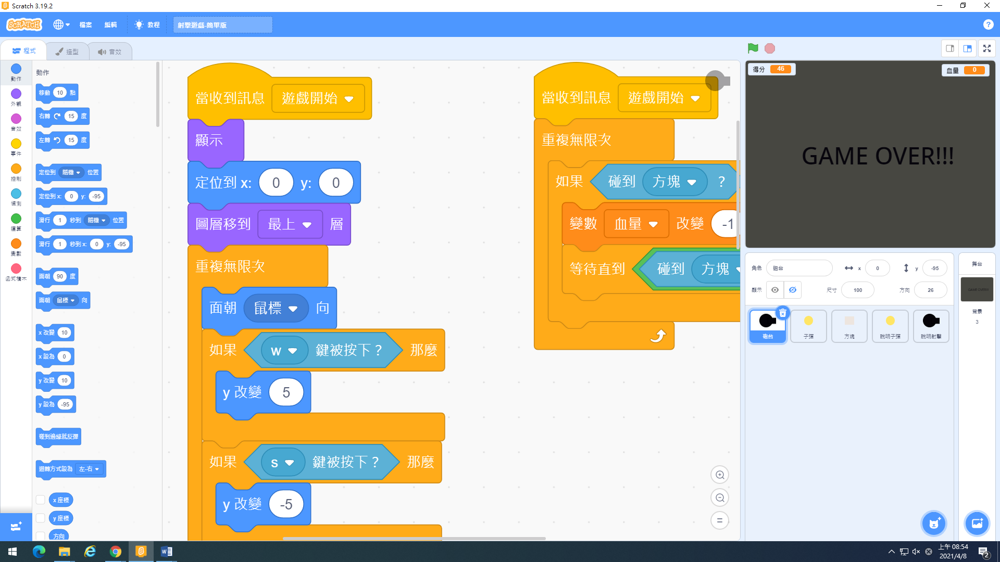 Scratch 3.19.2
SCRATCH
檔案
編輯
教程
射擊遊戲-簡單版
程式
造型
音效
動作
外觀
音效
事件
控制
偵測
運算
變數
函式積木
動作
移動 10 點
右轉 15 度
左轉 15 度
定位到 隨機 位置
定位到 x: 0 y: -95
滑行 1 秒到 隨機 位置
滑行 1 秒到 x: 0 y: -95
面朝 90 度
面朝 鼠標 向
x 改變 10
x 設為 0
y 改變 10
y 設為 -95
碰到邊緣就反彈
迴轉方式設為 左-右
x 座標
y 座標
方向
當收到訊息 遊戲開始
顯示
定位到 x: 0 y: 0
圖層移到 最上 層
重複無限次
面朝 鼠標 向
如果 w 鍵被按下？ 那麼
y 改變 5
如果 s 鍵被按下？ 那麼
y 改變 -5
當收到訊息 遊戲開始
重複無限次
如果 碰到 方塊 ？
變數 血量 改變 -1
等待直到 碰到 方塊
得分 46
血量 0
GAME OVER!!!
角色 砲台 x 0 y -95
顯示 尺寸 100 方向 26
砲台
子彈
方塊
說明子彈
說明射擊
舞台
GAME OVER!!!
背景
3
上午 08:54
2021/4/8
2